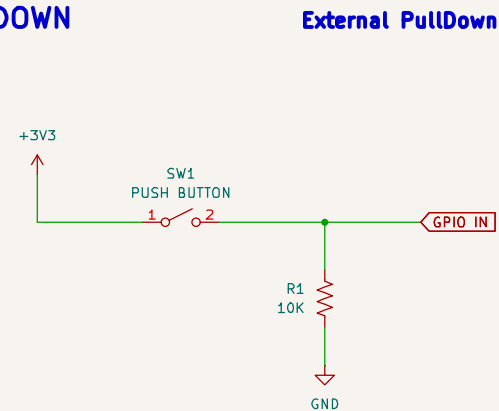 DOWN
External PullDown
+3V3
SW1
PUSH BUTTON
1
2
GPIO IN
R1
10K
GND